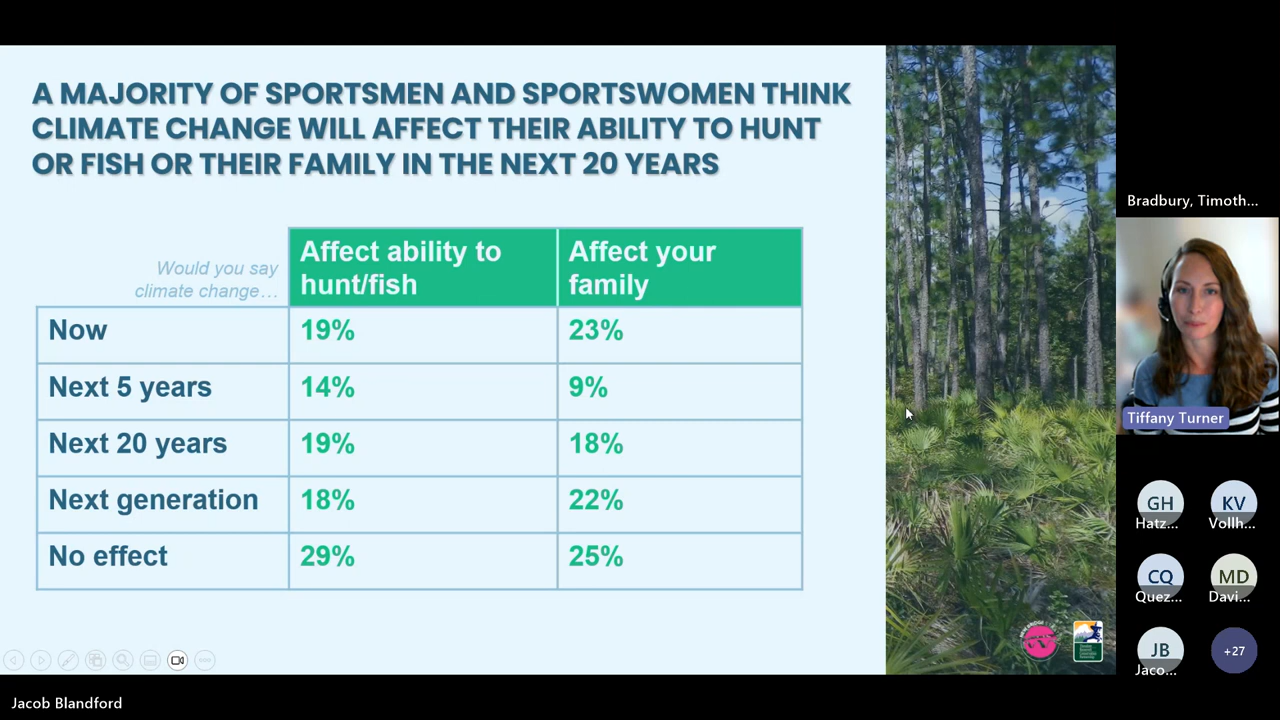 A MAJORITY OF SPORTSMEN AND SPORTSWOMEN THINK
CLIMATE CHANGE WILL AFFECT THEIR ABILITY TO HUNT
OR FISH OR THEIR FAMILY IN THE NEXT 20 YEARS
Would you say
climate change…
Affect ability to
hunt/fish
Affect your
family
Now 19% 23%
Next 5 years 14% 9%
Next 20 years 19% 18%
Next generation 18% 22%
No effect 29% 25%
Bradbury, Timoth...
Tiffany Turner
GH KV
Hatz... Vollh...
CQ MD
Quez... Davi...
JB +27
Jaco...
Jacob Blandford